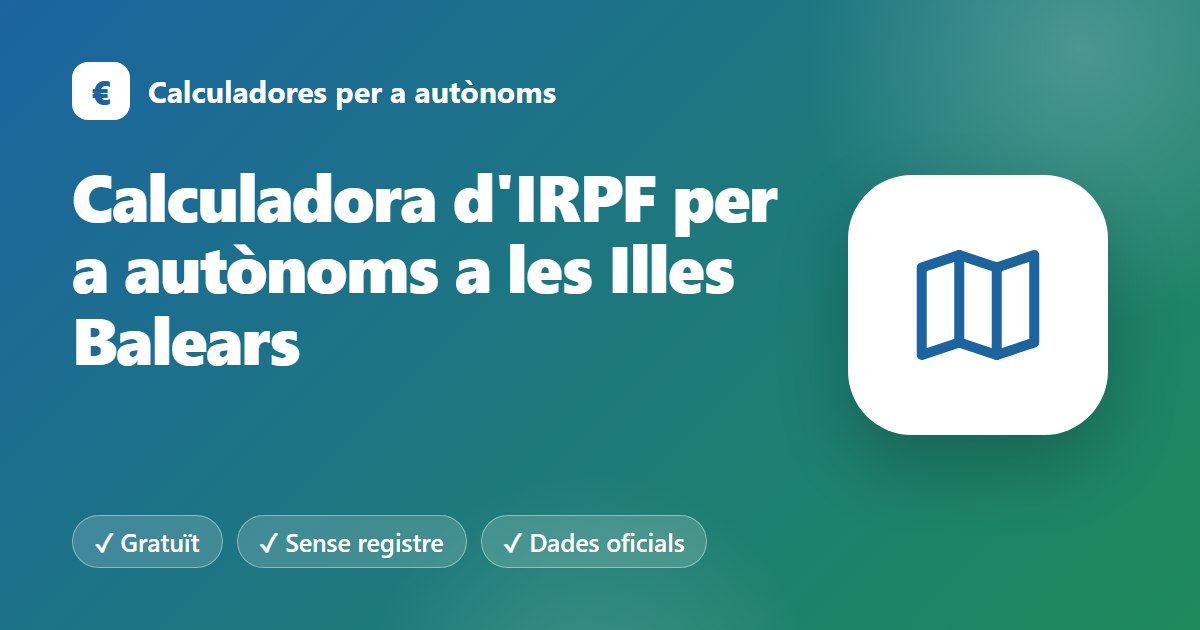 € Calculadores per a autònoms
Calculadora d'IRPF per
a autònoms a les Illes
Balears
✓ Gratuït ✓ Sense registre ✓ Dades oficials